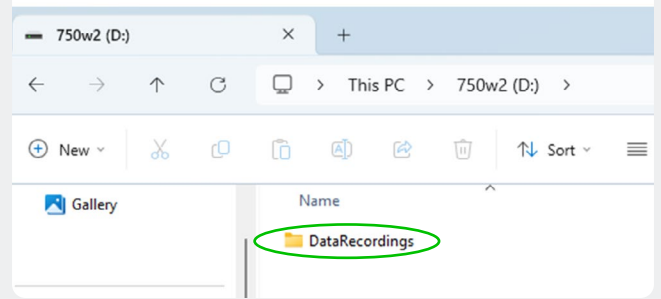 750w2 (D:)
This PC > 750w2 (D:) >
New Sort
Gallery
Name
DataRecordings